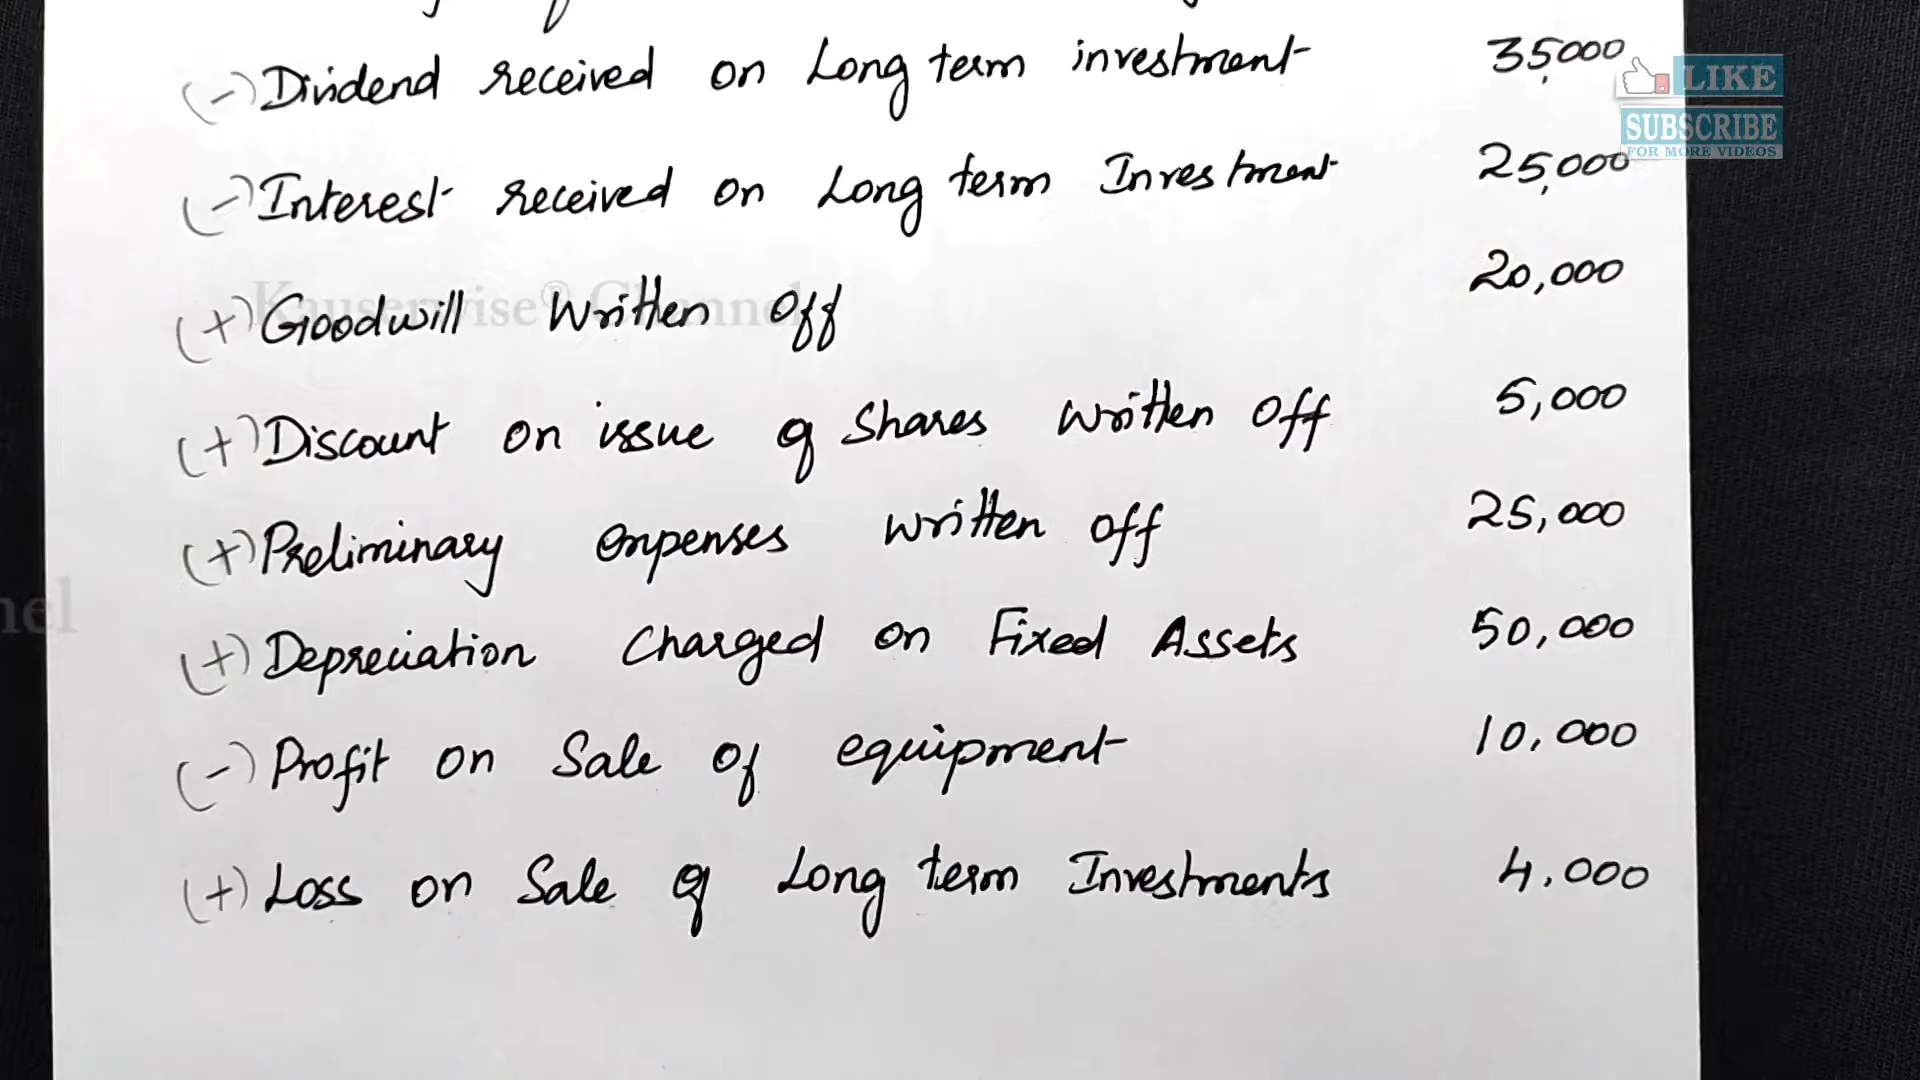 (-) Dividend received on Long term investment 35,000
LIKE
SUBSCRIBE
FOR MORE VIDEOS
(-) Interest received on Long term Investment 25,000
Kauserwise® Channel
(+) Goodwill Written Off 20,000
(+) Discount on issue of Shares Written Off 5,000
(+) Preliminary expenses written off 25,000
nel
(+) Depreciation Charged on Fixed Assets 50,000
(-) Profit on Sale of equipment 10,000
(+) Loss on Sale of Long term Investments 4,000